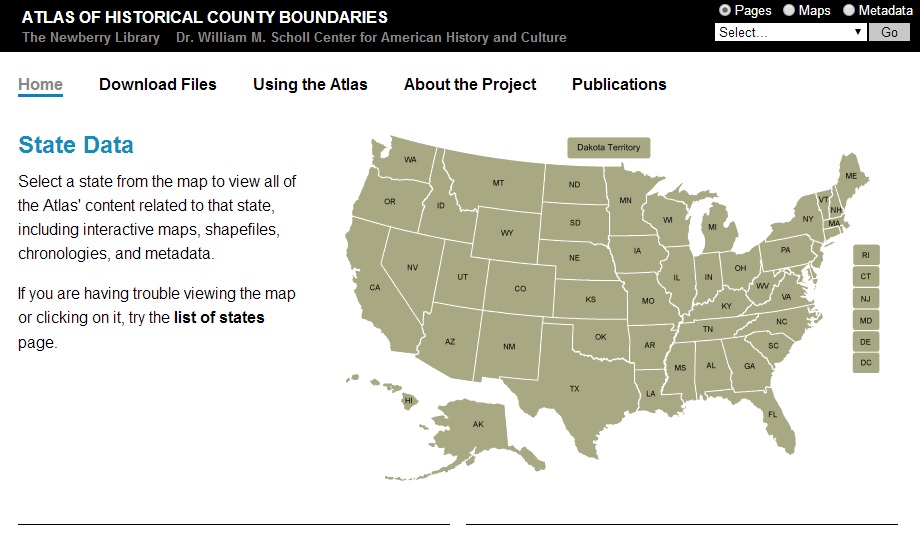 ATLAS OF HISTORICAL COUNTY BOUNDARIES
The Newberry Library Dr. William M. Scholl Center for American History and Culture
Pages Maps Metadata
Select... Go
Home Download Files Using the Atlas About the Project Publications
State Data
Select a state from the map to view all of
the Atlas' content related to that state,
including interactive maps, shapefiles,
chronologies, and metadata.
If you are having trouble viewing the map
or clicking on it, try the list of states
page.
Dakota Territory
WA
MT
ND
MN
ME
OR
ID
SD
WI
MI
VT
NH
NY
MA
WY
NE
IA
PA
RI
NV
UT
CO
IL
IN
OH
CT
CA
KS
MO
WV
VA
NJ
KY
MD
AZ
NM
OK
AR
TN
NC
DE
SC
DC
TX
LA
MS
AL
GA
FL
HI
AK